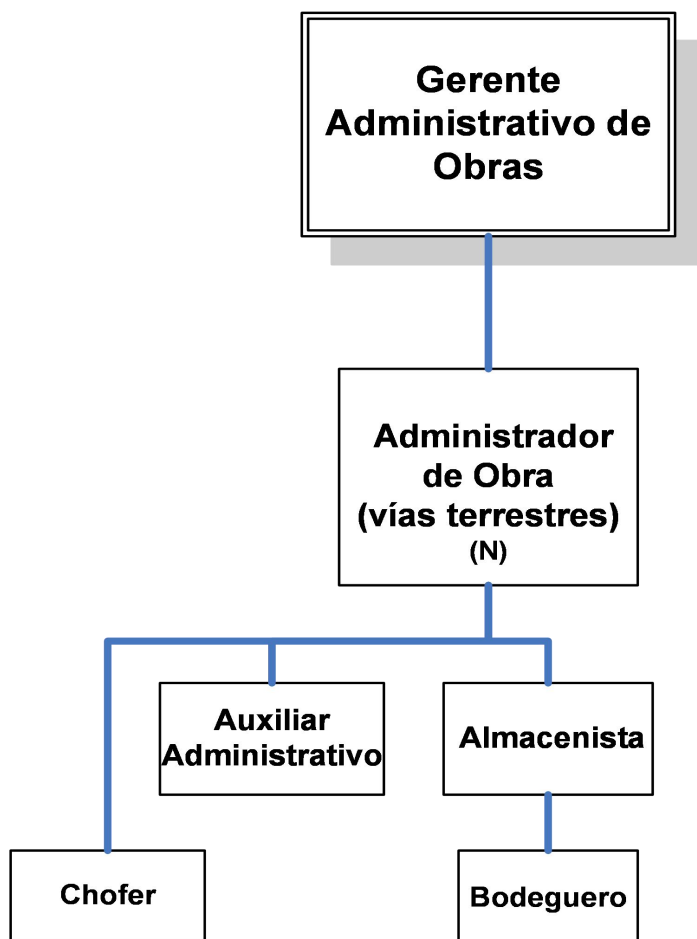 Gerente
Administrativo de
Obras
Administrador
de Obra
(vías terrestres)
(N)
Auxiliar
Administrativo
Almacenista
Chofer
Bodeguero